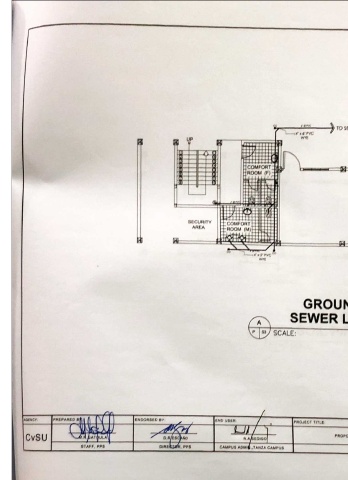 TO S
4" Ø PVC
PIPE
UP
COMFORT
ROOM (F)
SECURITY
AREA
COMFORT
ROOM (M)
4" Ø PVC
PIPE
GROUN
SEWER L
A
P
SCALE:
PREPARED BY
ENDORSED BY:
END USER:
PROJECT TITLE:
CvSU
PROPO
STAFF, PPS
DIRECTOR, PPS
CAMPUS ADMIN., TANZA CAMPUS